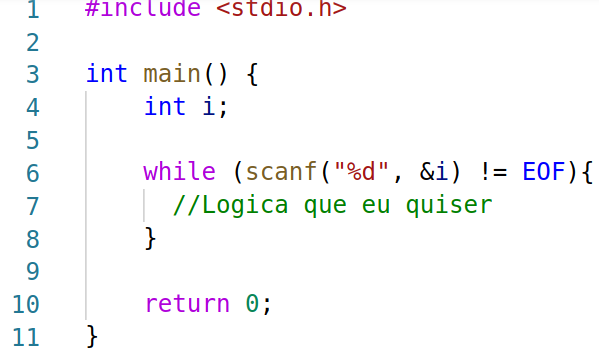 1 #include <stdio.h>
2
3 int main() {
4 int i;
5
6 while (scanf("%d", &i) != EOF){
7 //Logica que eu quiser
8 }
9
10 return 0;
11 }